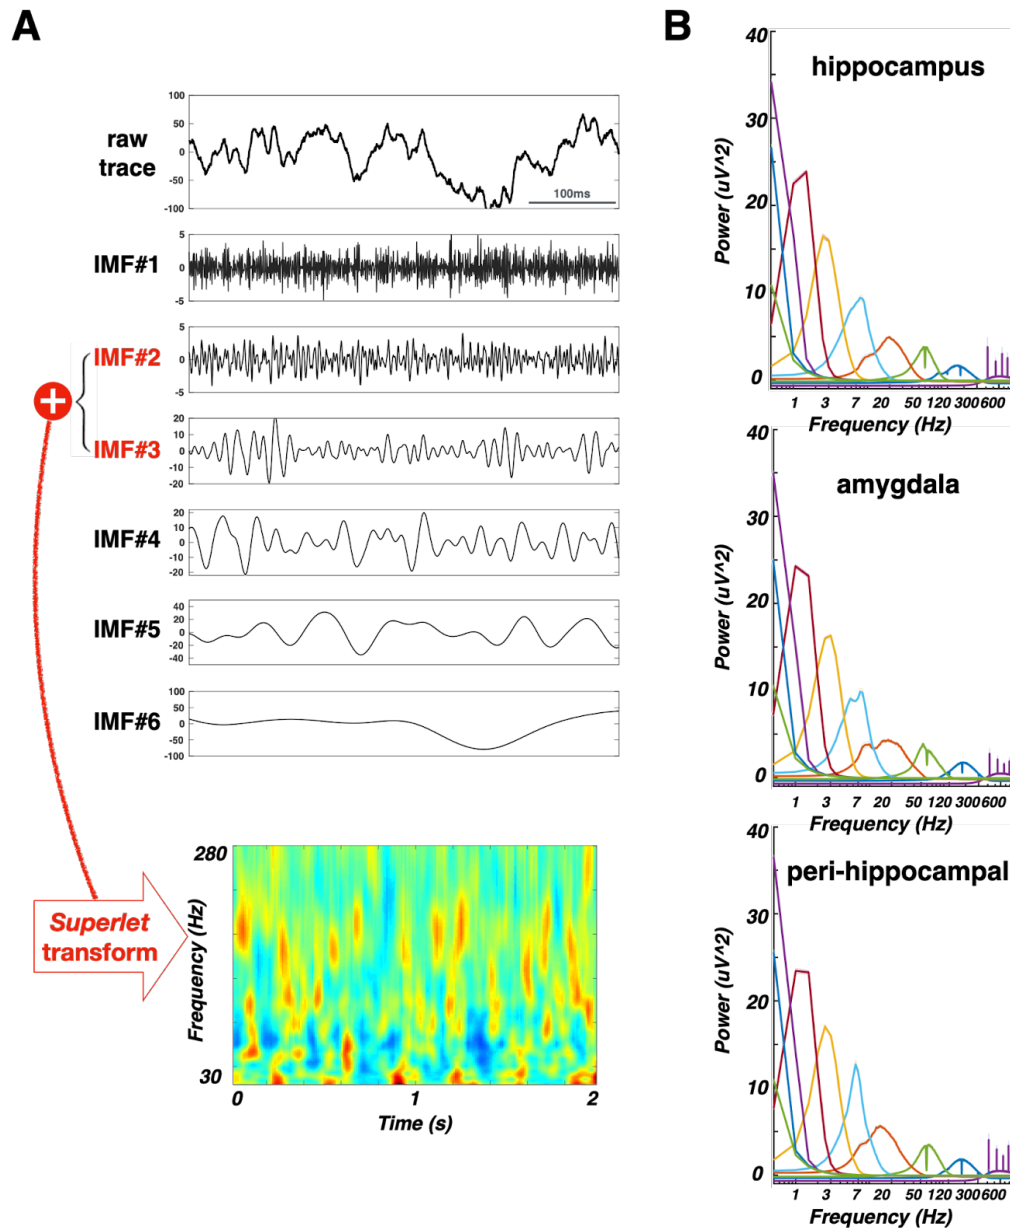 A
raw
trace
100
50
0
-50
-100
100ms
IMF#1
5
0
-5
IMF#2
5
0
-5
IMF#3
20
10
0
-10
-20
IMF#4
20
10
0
-10
-20
IMF#5
40
20
0
-20
-40
IMF#6
100
50
0
-50
-100
Superlet
transform
Frequency (Hz)
280
30
0 1 2
Time (s)
B
hippocampus
Power (uV^2)
40
30
20
10
0
1 3 7 20 50 120 300 600
Frequency (Hz)
amygdala
Power (uV^2)
40
30
20
10
0
1 3 7 20 50 120 300 600
Frequency (Hz)
peri-hippocampal
Power (uV^2)
40
30
20
10
0
1 3 7 20 50 120 300 600
Frequency (Hz)